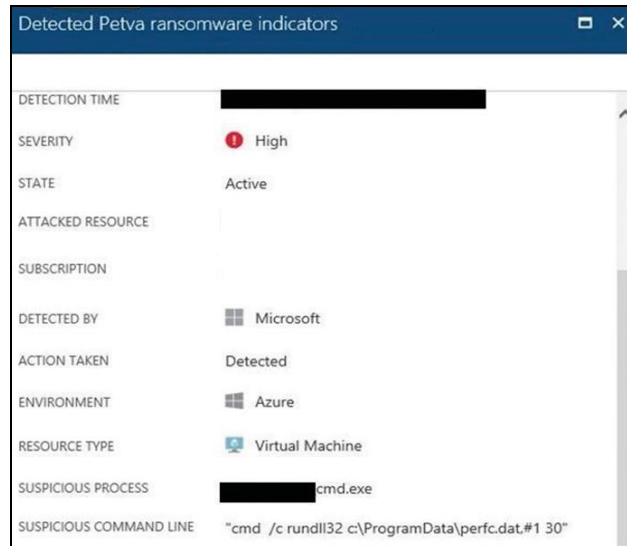 Detected Petva ransomware indicators
DETECTION TIME
SEVERITY High
STATE Active
ATTACKED RESOURCE
SUBSCRIPTION
DETECTED BY Microsoft
ACTION TAKEN Detected
ENVIRONMENT Azure
RESOURCE TYPE Virtual Machine
SUSPICIOUS PROCESS cmd.exe
SUSPICIOUS COMMAND LINE "cmd /c rundll32 c:\ProgramData\perfc.dat,#1 30"